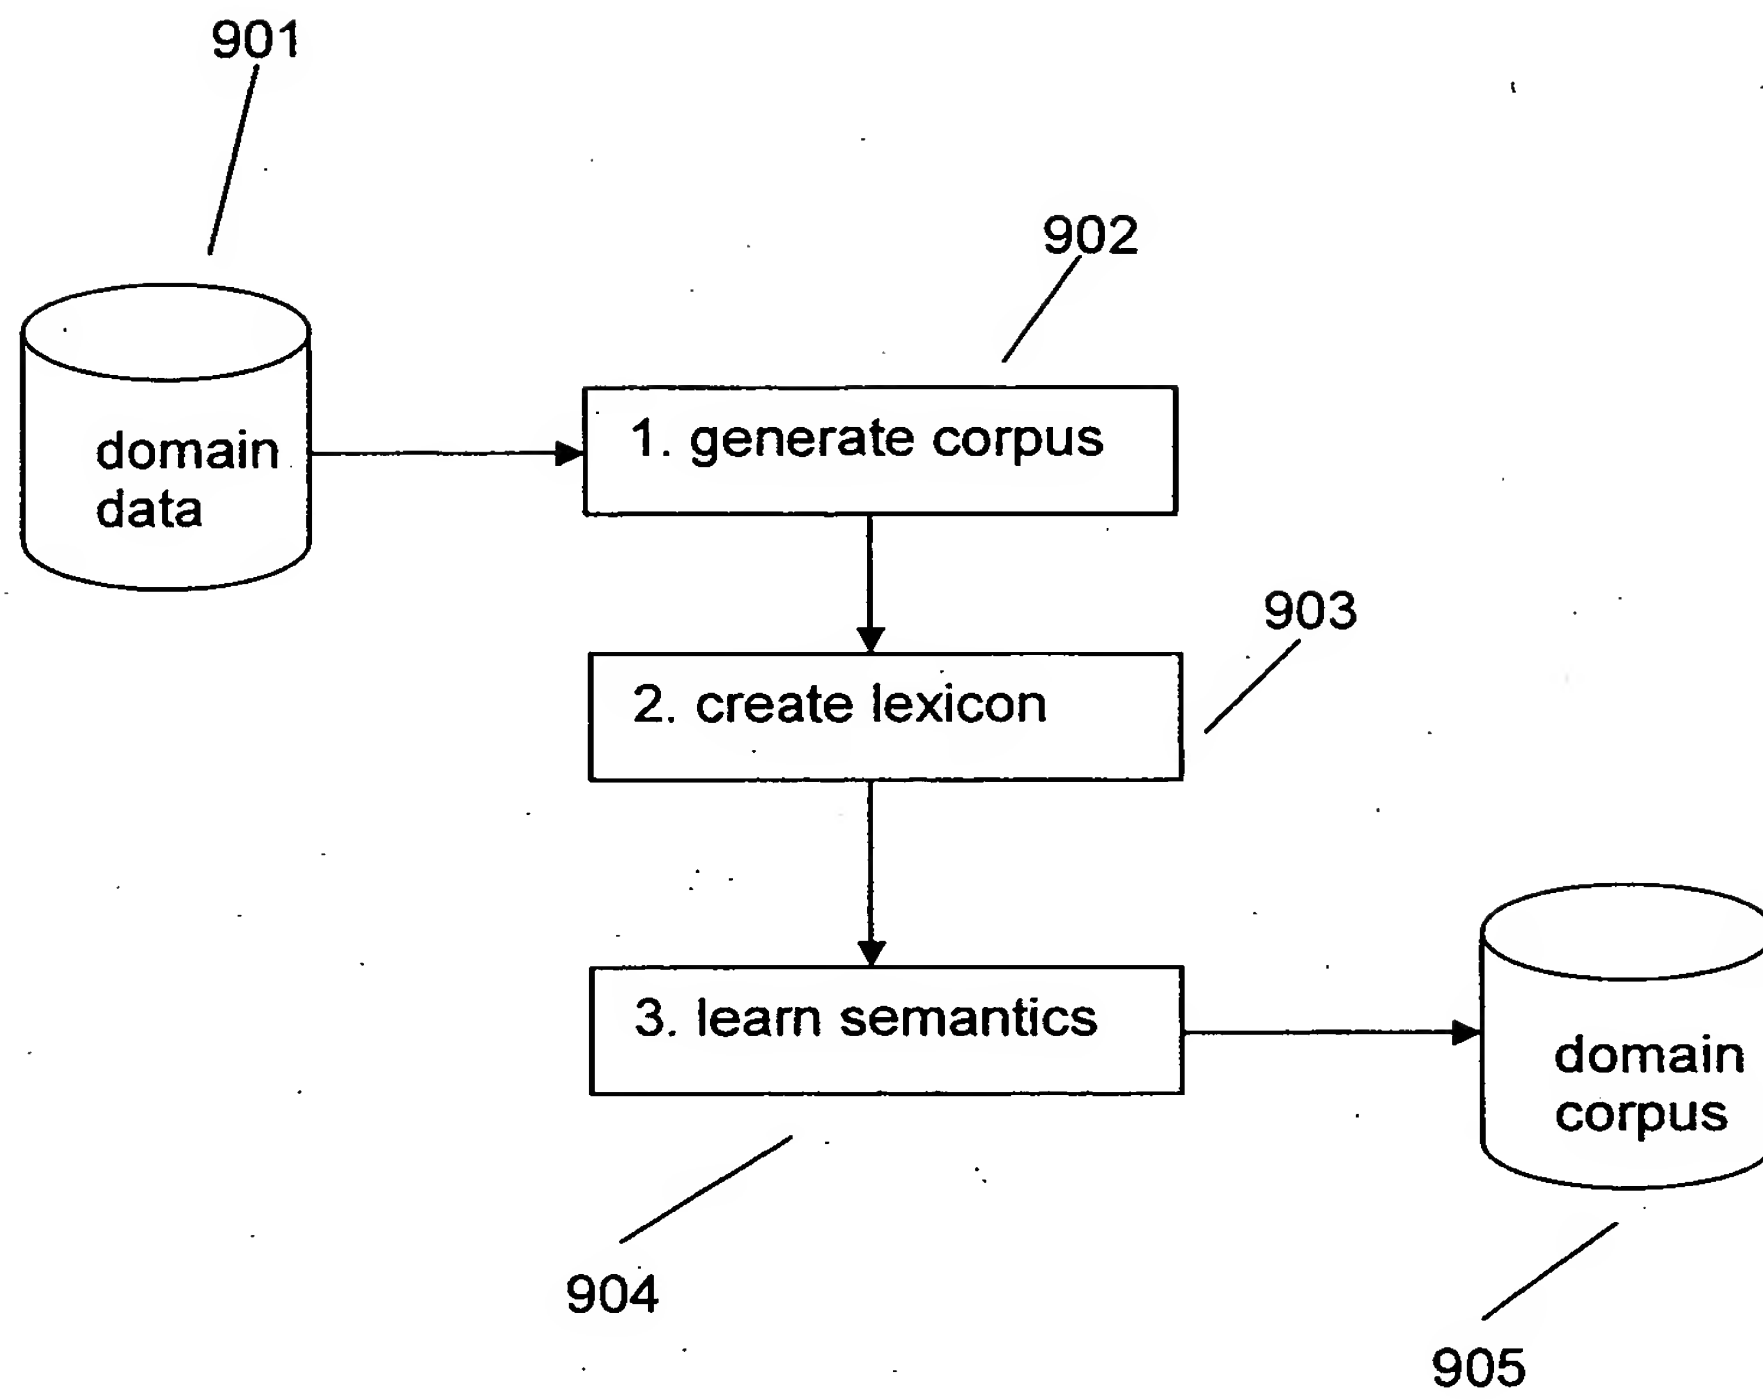 901
902
1. generate corpus
domain
data
903
2. create lexicon
3. learn semantics
domain
corpus
904
905